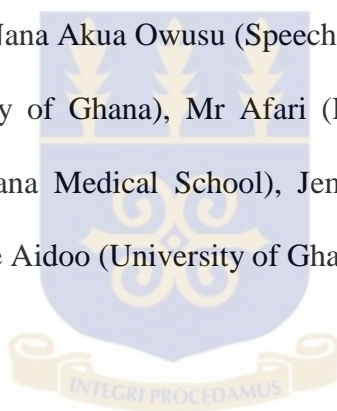 Nana Akua Owusu (Speech
y of Ghana), Mr Afari (
ana Medical School), Jen
Aidoo (University of Gha
INTEGRI PROCEDAMUS